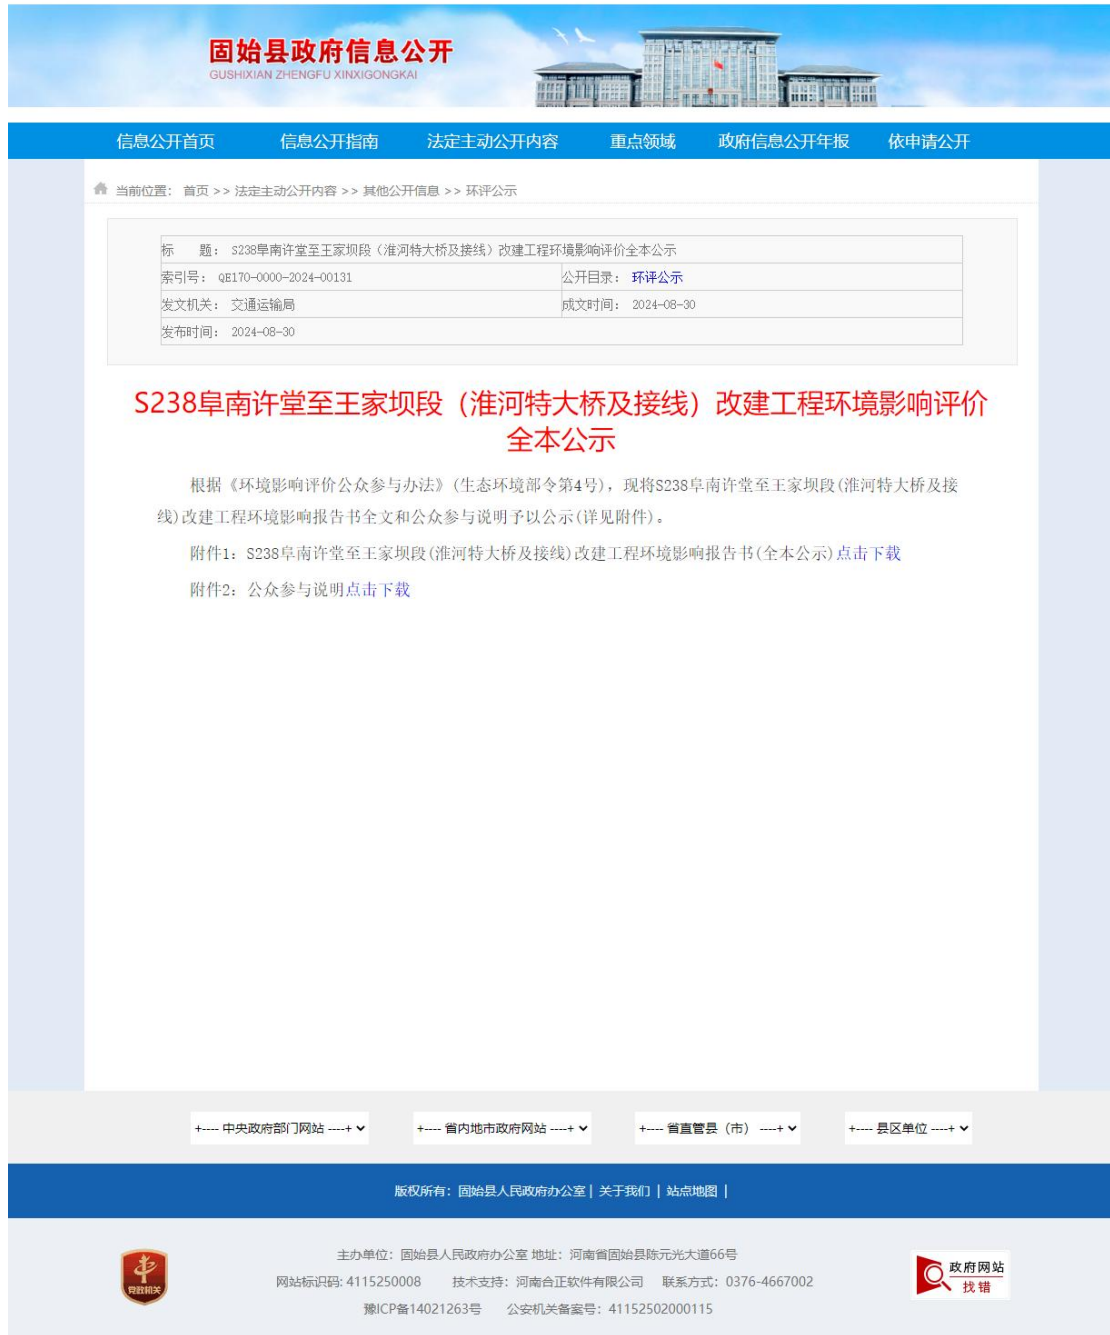 固始县政府信息公开
GUSHIXIAN ZHENGFU XINXIGONGKAI
信息公开首页 信息公开指南 法定主动公开内容 重点领域 政府信息公开年报 依申请公开
当前位置： 首页 >> 法定主动公开内容 >> 其他公开信息 >> 环评公示
标 题： S238阜南许堂至王家坝段（淮河特大桥及接线）改建工程环境影响评价全本公示
索引号： QE170-0000-2024-00131 公开目录： 环评公示
发文机关： 交通运输局 成文时间： 2024-08-30
发布时间： 2024-08-30
S238阜南许堂至王家坝段（淮河特大桥及接线）改建工程环境影响评价
全本公示
根据《环境影响评价公众参与办法》(生态环境部令第4号)，现将S238阜南许堂至王家坝段(淮河特大桥及接
线)改建工程环境影响报告书全文和公众参与说明予以公示(详见附件)。
附件1：S238阜南许堂至王家坝段(淮河特大桥及接线)改建工程环境影响报告书(全本公示)点击下载
附件2：公众参与说明点击下载
+---- 中央政府部门网站 ----+ +---- 省内地市政府网站 ----+ +---- 省直管县（市） ----+ +---- 县区单位 ----+
版权所有：固始县人民政府办公室 | 关于我们 | 站点地图 |
主办单位：固始县人民政府办公室 地址：河南省固始县陈元光大道66号
网站标识码: 4115250008 技术支持：河南合正软件有限公司 联系方式：0376-4667002
豫ICP备14021263号 公安机关备案号：41152502000115
党政机关
政府网站
找错